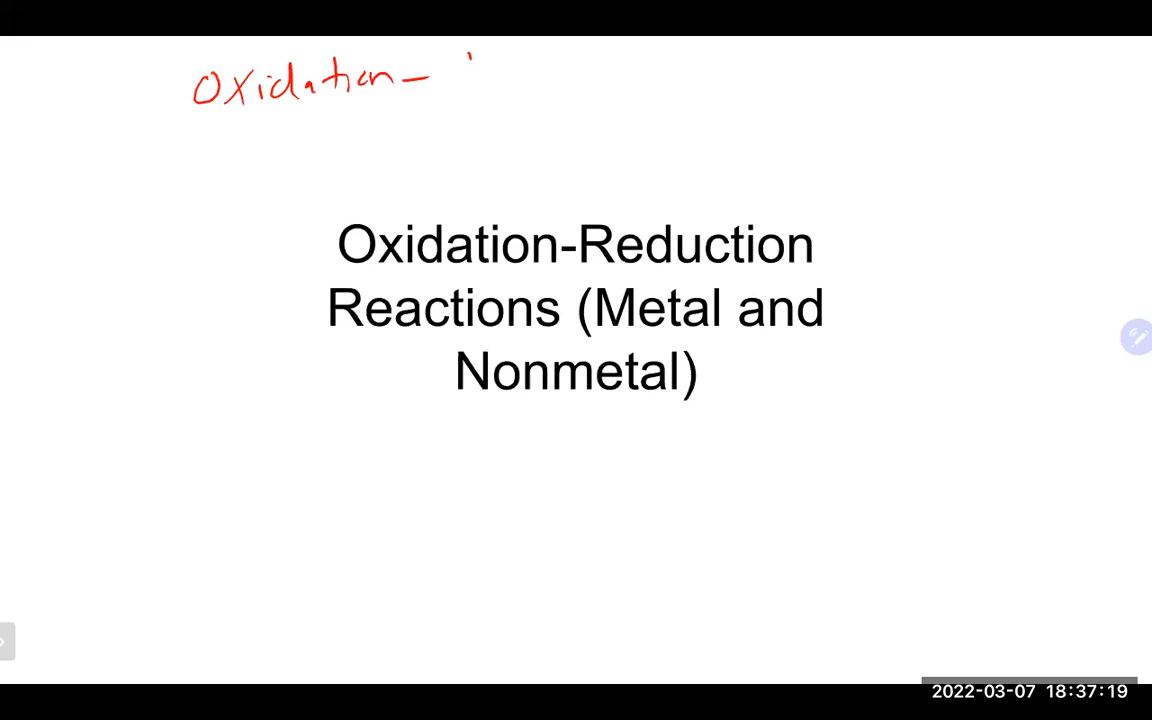 Oxidation -
Oxidation-Reduction
Reactions (Metal and
Nonmetal)
2022-03-07 18:37:19